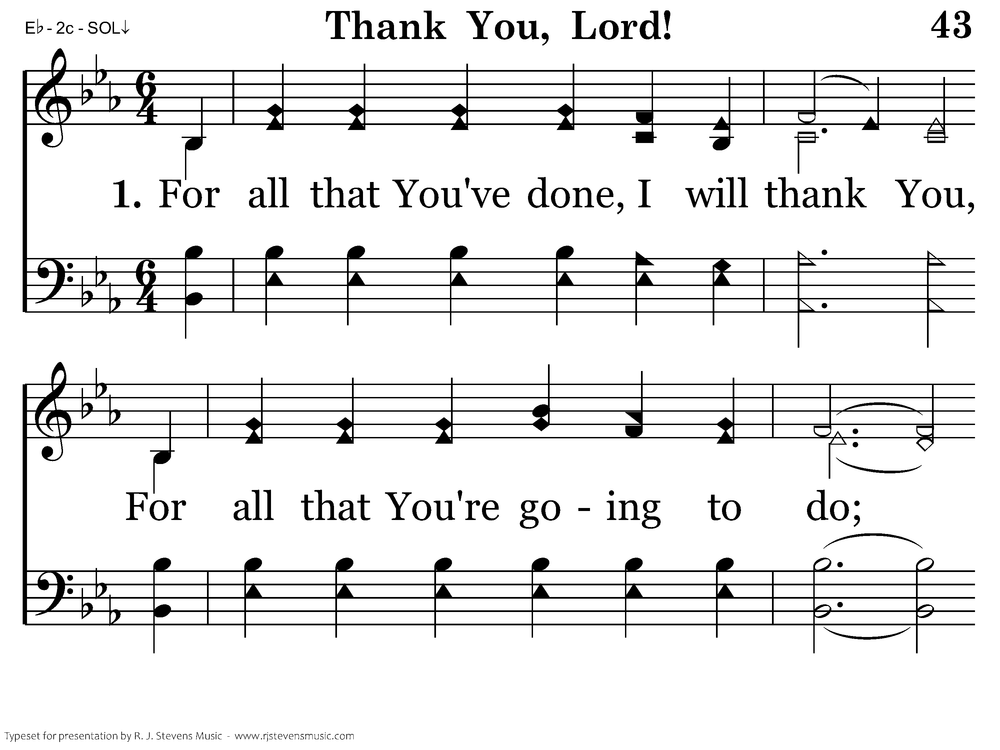 E♭ - 2c - SOL↓
Thank You, Lord!
43
6
4
1. For all that You've done, I will thank You,
6
4
For all that You're go - ing to do;
Typeset for presentation by R. J. Stevens Music - www.rjstevensmusic.com